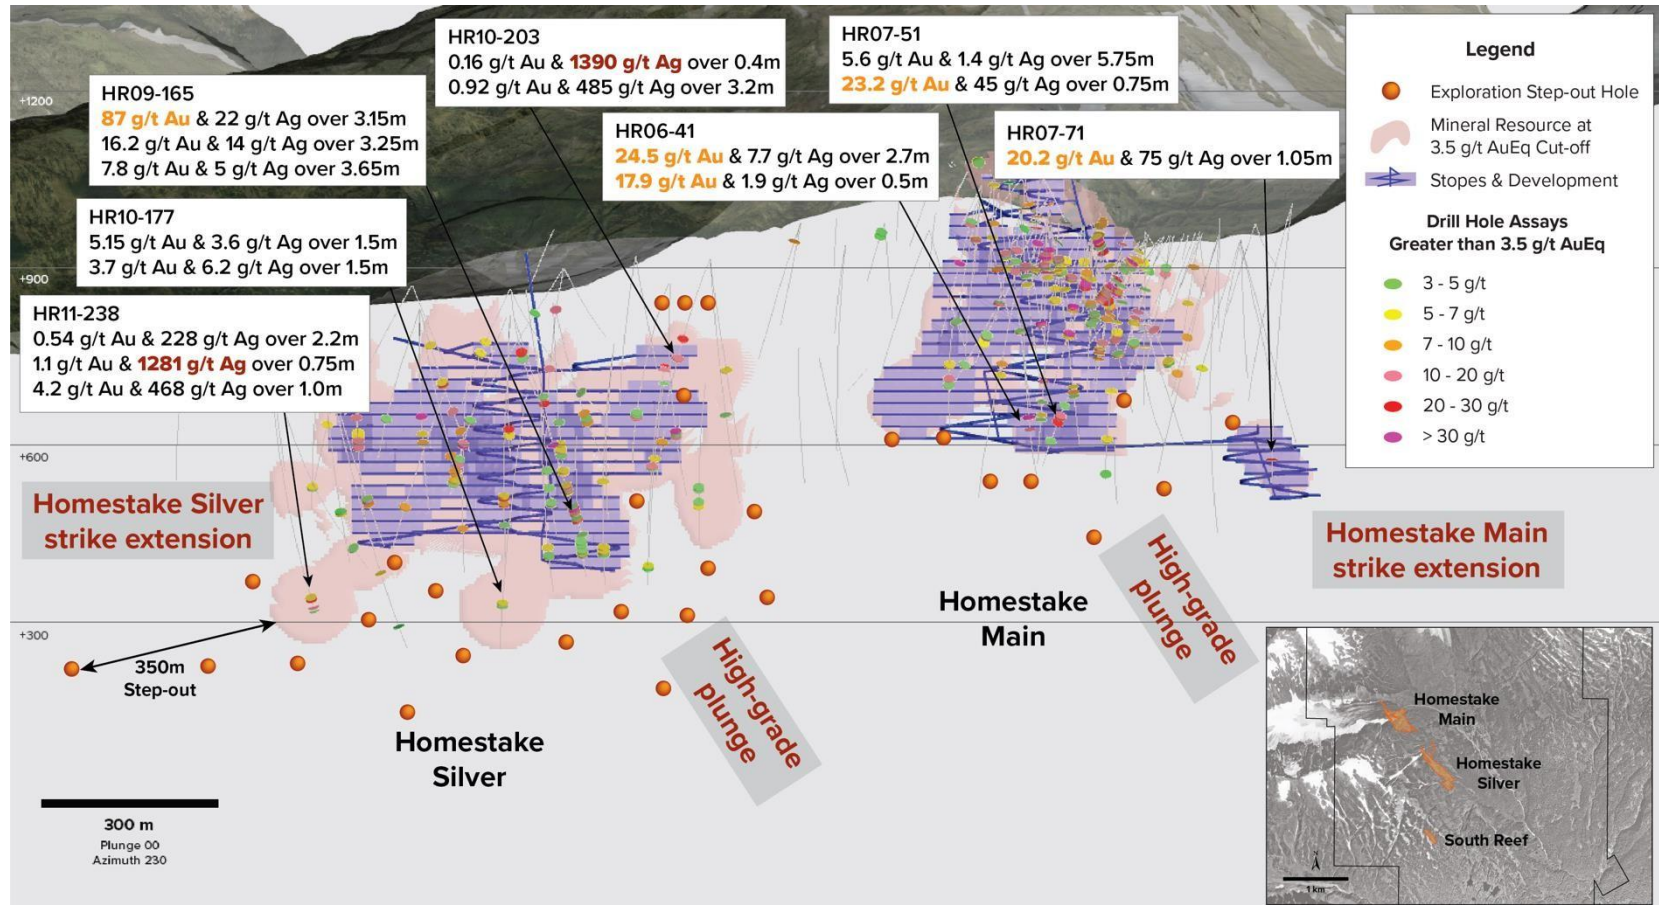 HR10-203
0.16 g/t Au & 1390 g/t Ag over 0.4m
0.92 g/t Au & 485 g/t Ag over 3.2m
HR07-51
5.6 g/t Au & 1.4 g/t Ag over 5.75m
23.2 g/t Au & 45 g/t Ag over 0.75m
HR09-165
87 g/t Au & 22 g/t Ag over 3.15m
16.2 g/t Au & 14 g/t Ag over 3.25m
7.8 g/t Au & 5 g/t Ag over 3.65m
HR06-41
24.5 g/t Au & 7.7 g/t Ag over 2.7m
17.9 g/t Au & 1.9 g/t Ag over 0.5m
HR07-71
20.2 g/t Au & 75 g/t Ag over 1.05m
HR10-177
5.15 g/t Au & 3.6 g/t Ag over 1.5m
3.7 g/t Au & 6.2 g/t Ag over 1.5m
HR11-238
0.54 g/t Au & 228 g/t Ag over 2.2m
1.1 g/t Au & 1281 g/t Ag over 0.75m
4.2 g/t Au & 468 g/t Ag over 1.0m
+1200
+900
+600
+300
Legend
Exploration Step-out Hole
Mineral Resource at
3.5 g/t AuEq Cut-off
Stopes & Development
Drill Hole Assays
Greater than 3.5 g/t AuEq
3 - 5 g/t
5 - 7 g/t
7 - 10 g/t
10 - 20 g/t
20 - 30 g/t
> 30 g/t
Homestake Silver
strike extension
Homestake Main
strike extension
High-grade
plunge
High-grade
plunge
Homestake
Main
Homestake
Silver
350m
Step-out
300 m
Plunge 00
Azimuth 230
Homestake
Main
Homestake
Silver
South Reef
N
1 km